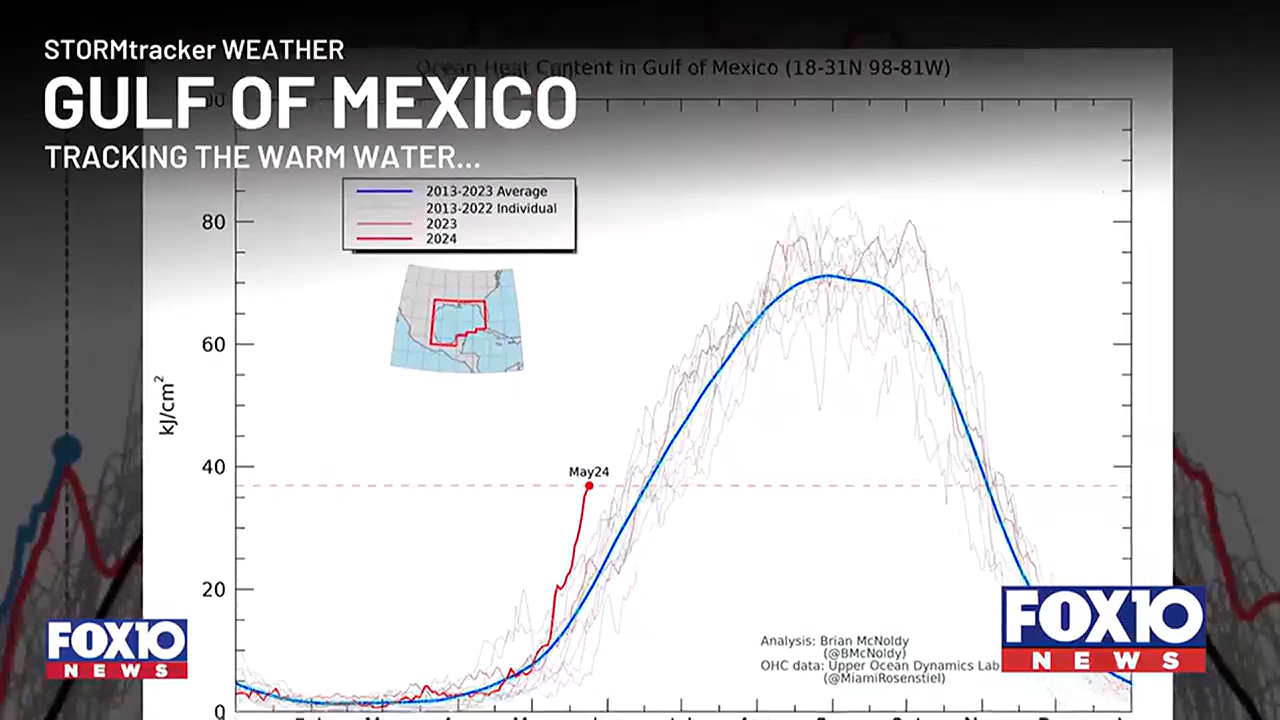 STORMtracker WEATHER
Ocean Heat Content in Gulf of Mexico (18-31N 98-81W)
GULF OF MEXICO
TRACKING THE WARM WATER...
2013-2023 Average
2013-2022 Individual
2023
2024
80
60
kJ/cm²
40
May24
20
0
Analysis: Brian McNoldy
(@BMcNoldy)
OHC data: Upper Ocean Dynamics Lab
(@MiamiRosenstiel)
FOX10
NEWS
FOX10
NEWS